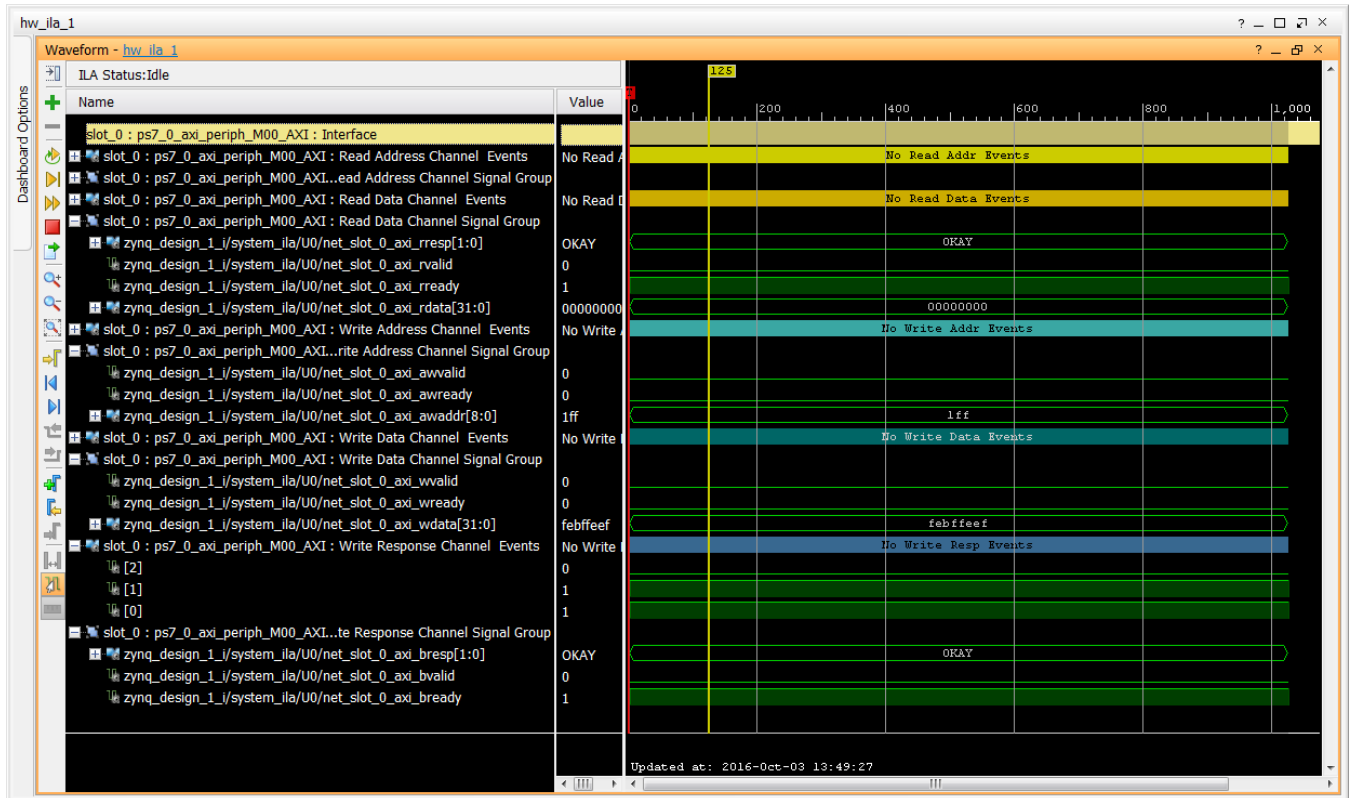 hw_ila_1
Dashboard Options
Waveform - hw_ila_1
ILA Status:Idle
125
Name Value
0 200 400 600 800 1,000
slot_0 : ps7_0_axi_periph_M00_AXI : Interface
slot_0 : ps7_0_axi_periph_M00_AXI : Read Address Channel Events No Read A No Read Addr Events
slot_0 : ps7_0_axi_periph_M00_AXI...ead Address Channel Signal Group
slot_0 : ps7_0_axi_periph_M00_AXI : Read Data Channel Events No Read D No Read Data Events
slot_0 : ps7_0_axi_periph_M00_AXI : Read Data Channel Signal Group
zynq_design_1_i/system_ila/U0/net_slot_0_axi_rresp[1:0] OKAY OKAY
zynq_design_1_i/system_ila/U0/net_slot_0_axi_rvalid 0
zynq_design_1_i/system_ila/U0/net_slot_0_axi_rready 1
zynq_design_1_i/system_ila/U0/net_slot_0_axi_rdata[31:0] 00000000 00000000
slot_0 : ps7_0_axi_periph_M00_AXI : Write Address Channel Events No Write No Write Addr Events
slot_0 : ps7_0_axi_periph_M00_AXI...rite Address Channel Signal Group
zynq_design_1_i/system_ila/U0/net_slot_0_axi_awvalid 0
zynq_design_1_i/system_ila/U0/net_slot_0_axi_awready 0
zynq_design_1_i/system_ila/U0/net_slot_0_axi_awaddr[8:0] 1ff 1ff
slot_0 : ps7_0_axi_periph_M00_AXI : Write Data Channel Events No Write No Write Data Events
slot_0 : ps7_0_axi_periph_M00_AXI : Write Data Channel Signal Group
zynq_design_1_i/system_ila/U0/net_slot_0_axi_wvalid 0
zynq_design_1_i/system_ila/U0/net_slot_0_axi_wready 0
zynq_design_1_i/system_ila/U0/net_slot_0_axi_wdata[31:0] febffeef febffeef
slot_0 : ps7_0_axi_periph_M00_AXI : Write Response Channel Events No Write No Write Resp Events
[2] 0
[1] 1
[0] 1
slot_0 : ps7_0_axi_periph_M00_AXI...te Response Channel Signal Group
zynq_design_1_i/system_ila/U0/net_slot_0_axi_bresp[1:0] OKAY OKAY
zynq_design_1_i/system_ila/U0/net_slot_0_axi_bvalid 0
zynq_design_1_i/system_ila/U0/net_slot_0_axi_bready 1
Updated at: 2016-Oct-03 13:49:27